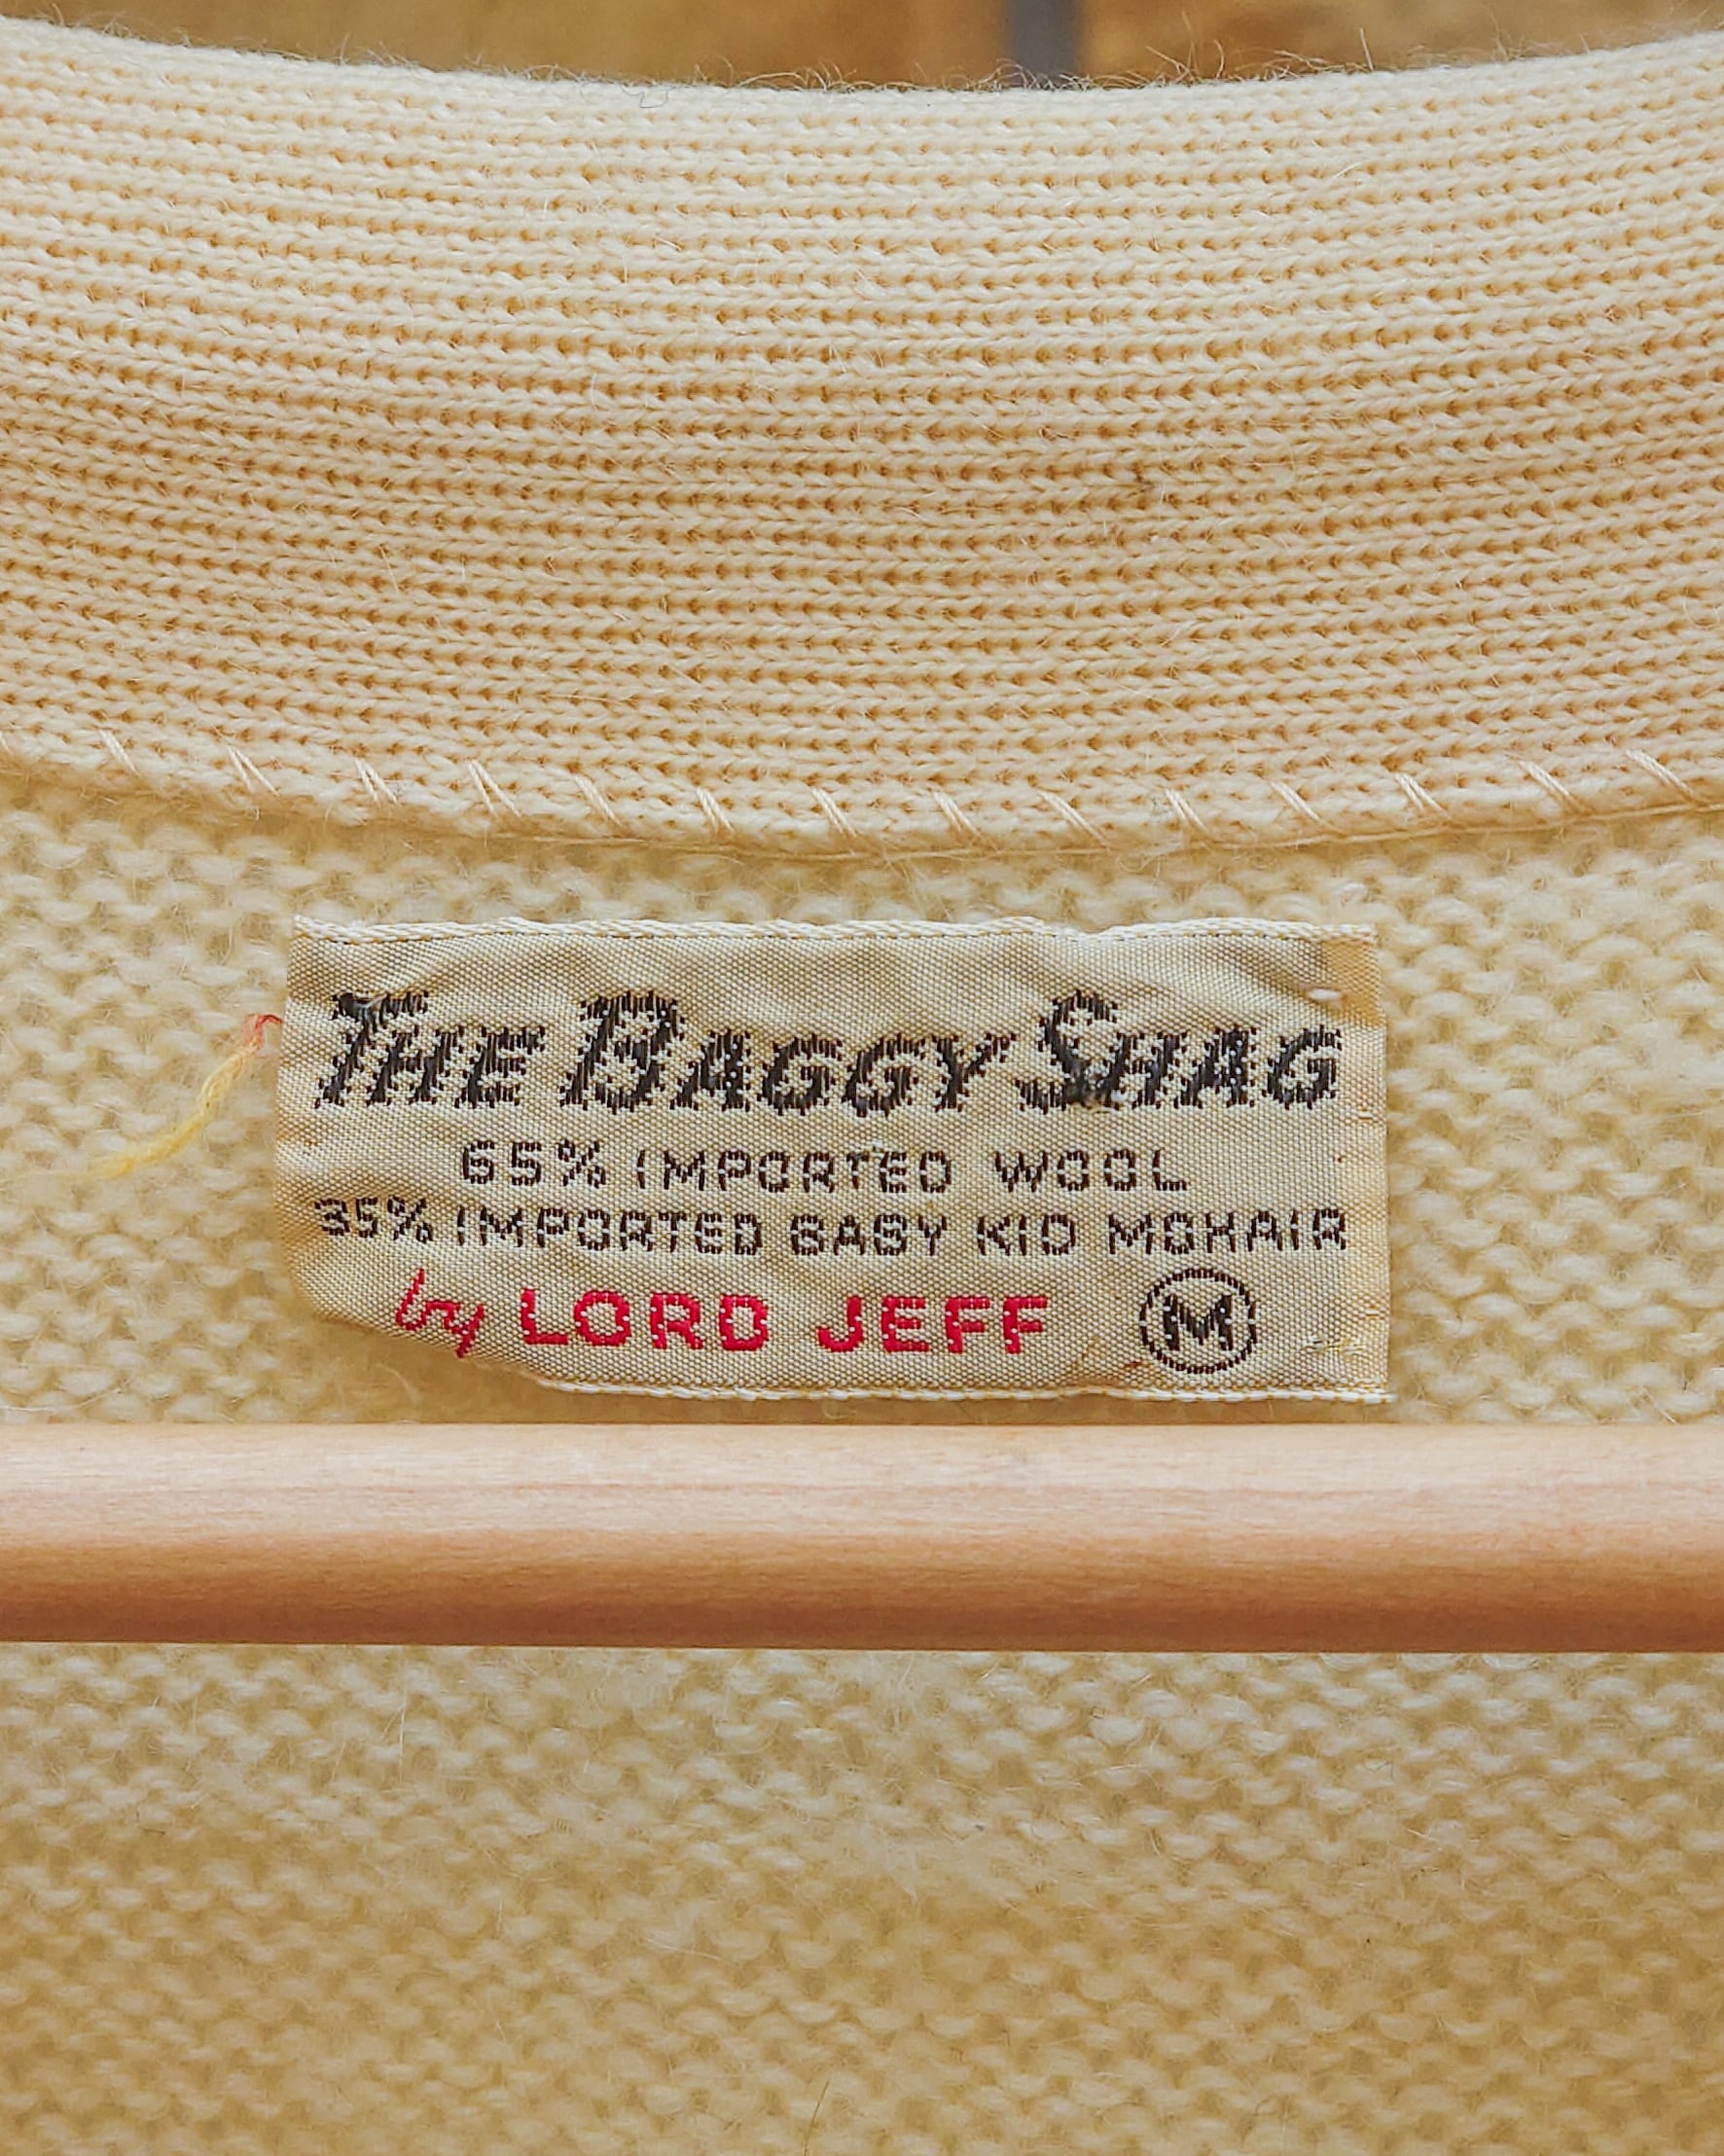 THE BAGGY SHAG
65% IMPORTED WOOL
35% IMPORTED BABY KID MOHAIR
by LORD JEFF M